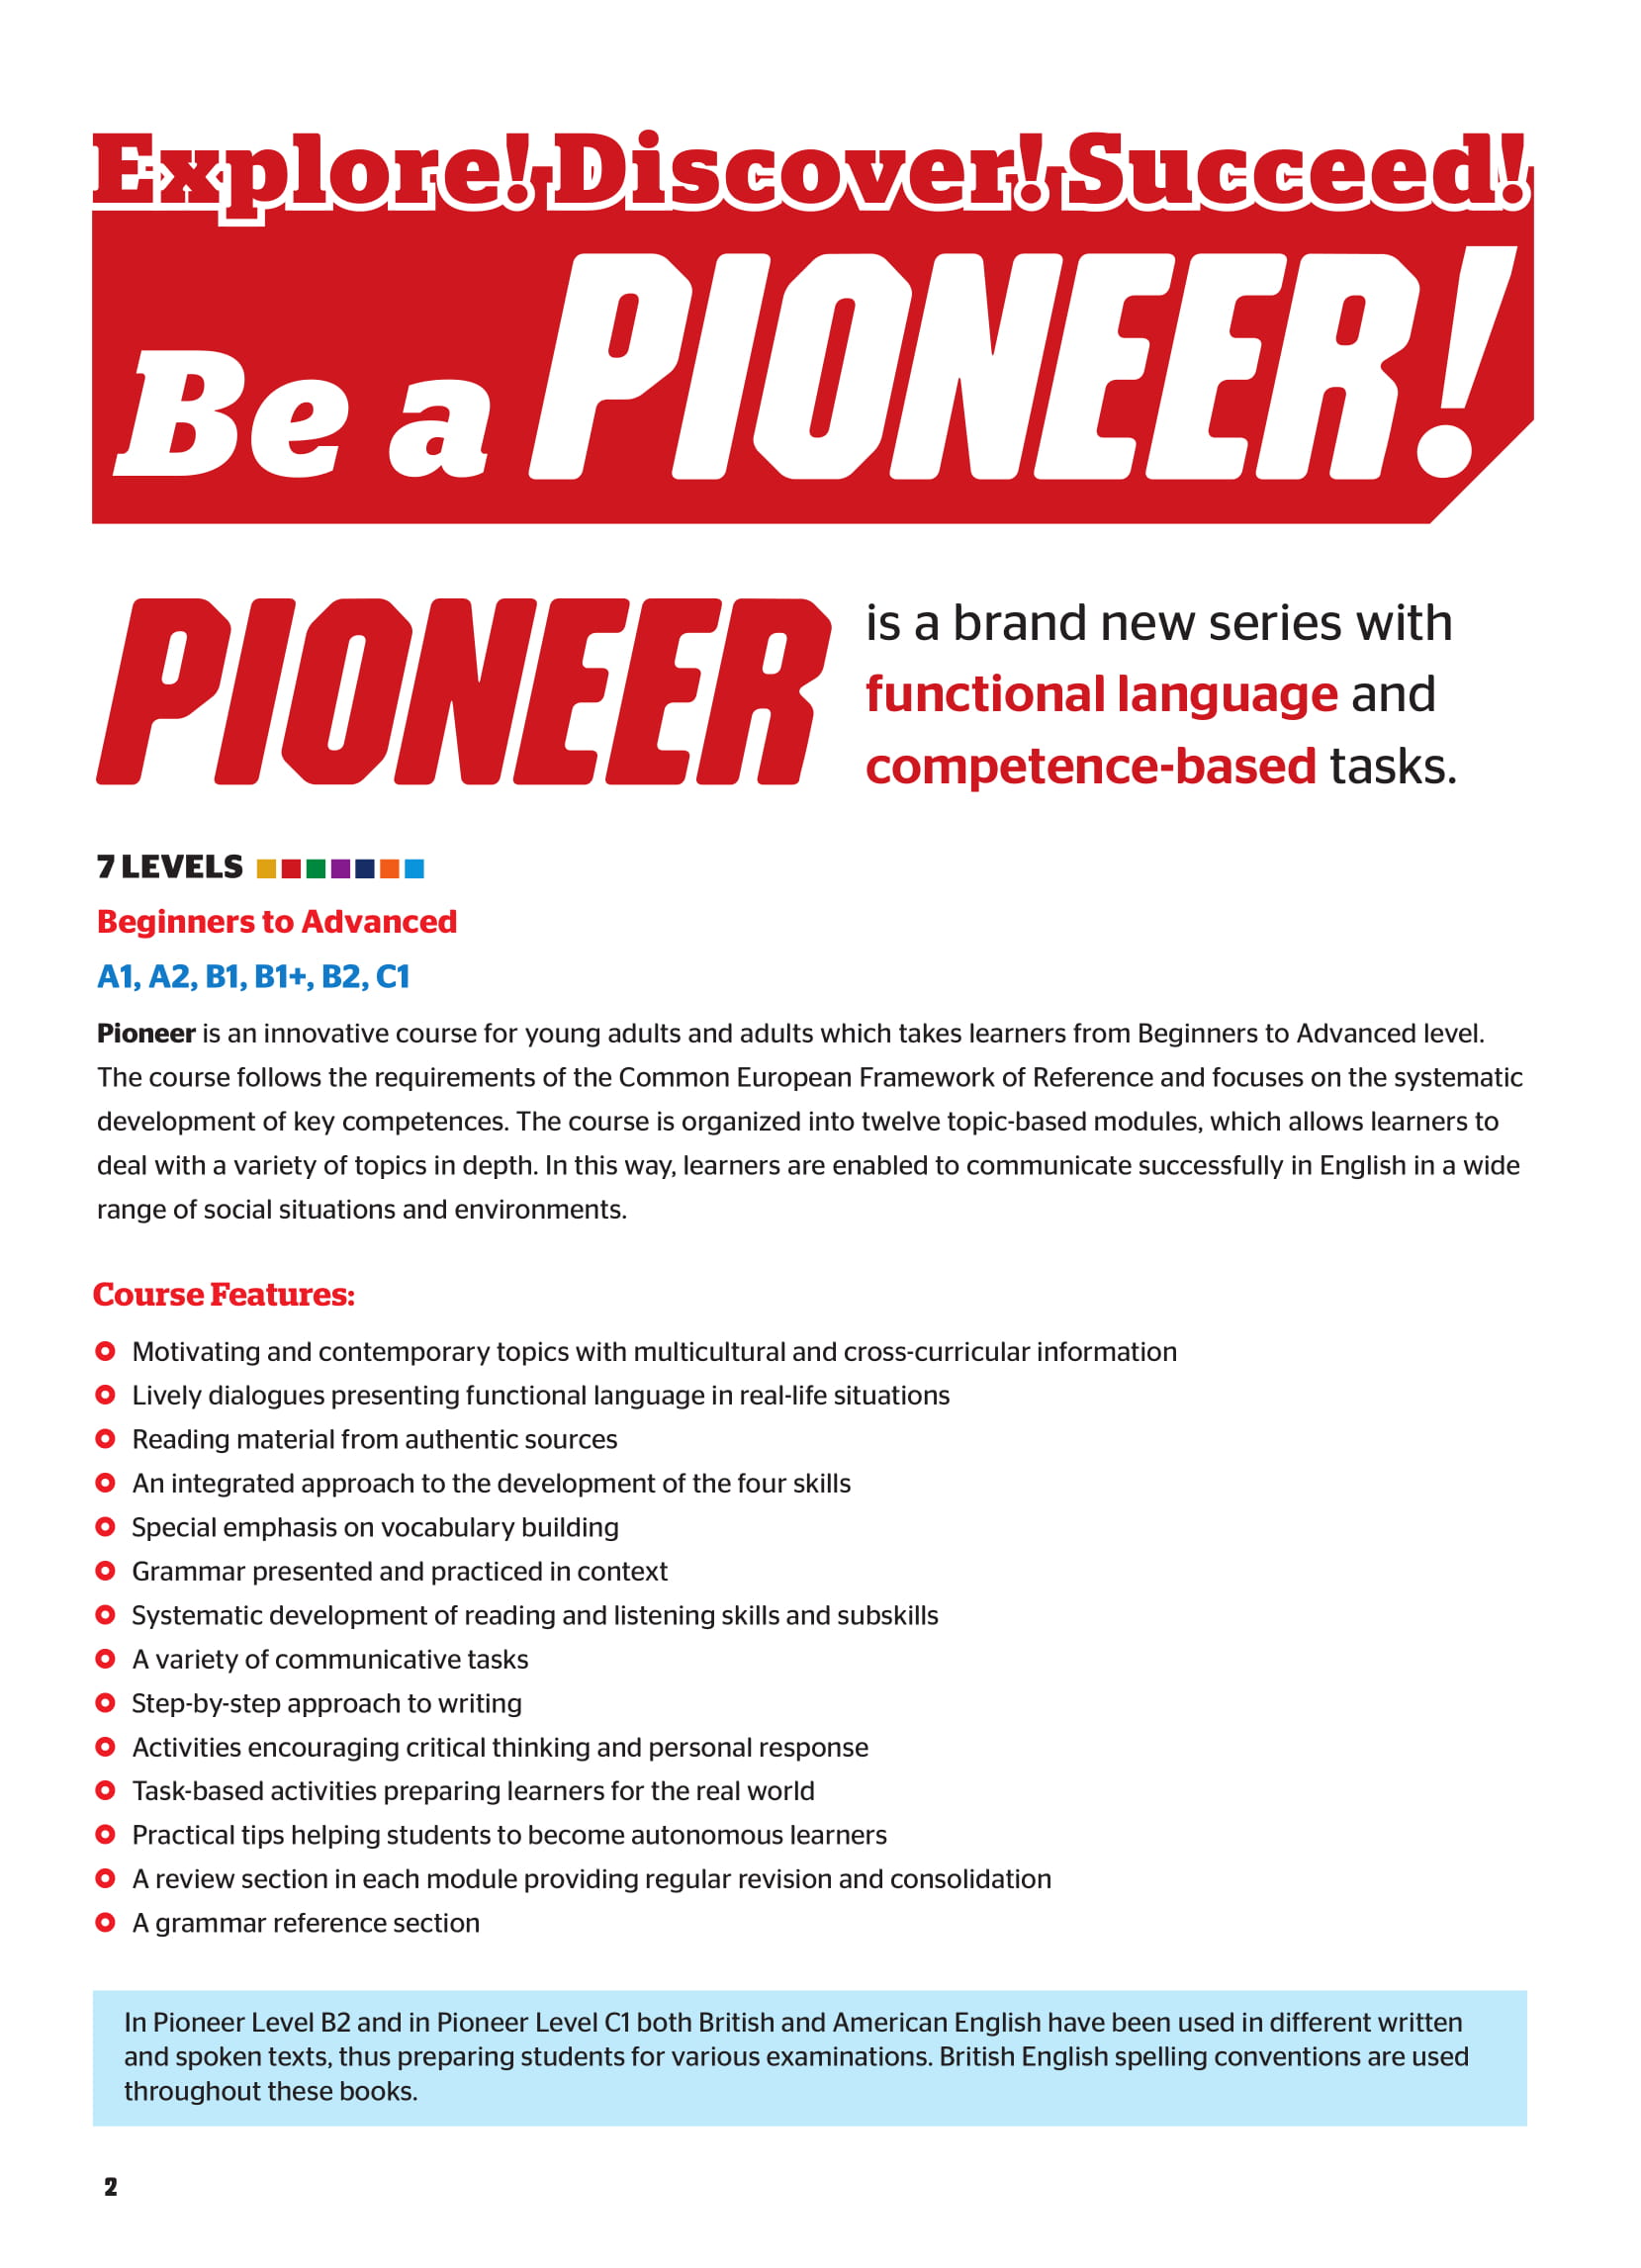 Explore! Discover! Succeed!
Be a PIONEER!
PIONEER
is a brand new series with
functional language and
competence-based tasks.
7 LEVELS
Beginners to Advanced
A1, A2, B1, B1+, B2, C1
Pioneer is an innovative course for young adults and adults which takes learners from Beginners to Advanced level.
The course follows the requirements of the Common European Framework of Reference and focuses on the systematic
development of key competences. The course is organized into twelve topic-based modules, which allows learners to
deal with a variety of topics in depth. In this way, learners are enabled to communicate successfully in English in a wide
range of social situations and environments.
Course Features:
Motivating and contemporary topics with multicultural and cross-curricular information
Lively dialogues presenting functional language in real-life situations
Reading material from authentic sources
An integrated approach to the development of the four skills
Special emphasis on vocabulary building
Grammar presented and practiced in context
Systematic development of reading and listening skills and subskills
A variety of communicative tasks
Step-by-step approach to writing
Activities encouraging critical thinking and personal response
Task-based activities preparing learners for the real world
Practical tips helping students to become autonomous learners
A review section in each module providing regular revision and consolidation
A grammar reference section
In Pioneer Level B2 and in Pioneer Level C1 both British and American English have been used in different written
and spoken texts, thus preparing students for various examinations. British English spelling conventions are used
throughout these books.
2